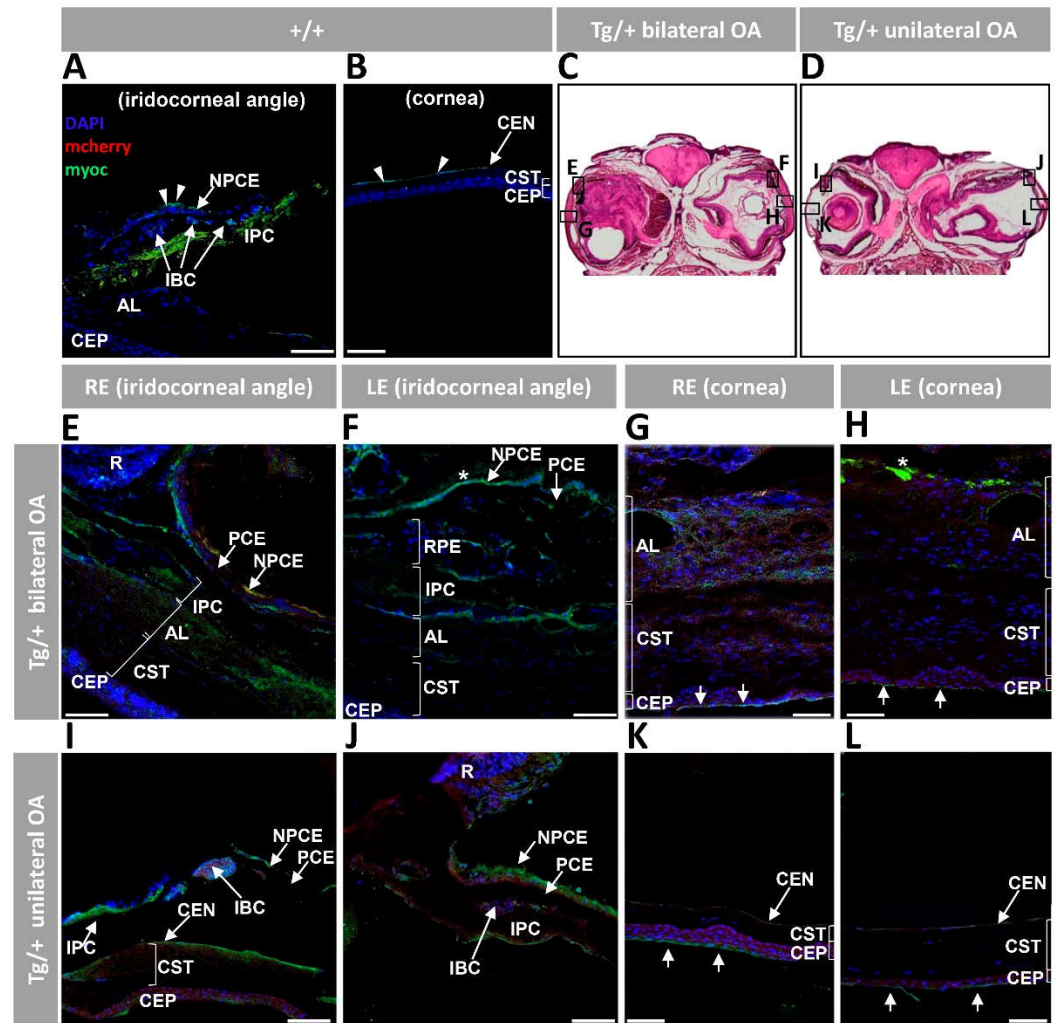 +/+
Tg/+ bilateral OA
Tg/+ unilateral OA
A
(iridocorneal angle)
DAPI
mcherry
myoc
NPCE
IPC
IBC
AL
CEP
B
(cornea)
CEN
CST
CEP
C
E
F
G
H
D
I
J
K
L
RE (iridocorneal angle)
LE (iridocorneal angle)
RE (cornea)
LE (cornea)
Tg/+ bilateral OA
E
R
PCE
NPCE
IPC
AL
CST
CEP
F
*
NPCE
PCE
RPE
IPC
AL
CST
CEP
G
AL
CST
CEP
H
*
AL
CST
CEP
Tg/+ unilateral OA
I
NPCE
PCE
IBC
CEN
IPC
CST
CEP
J
R
NPCE
PCE
IPC
IBC
K
CEN
CST
CEP
L
CEN
CST
CEP